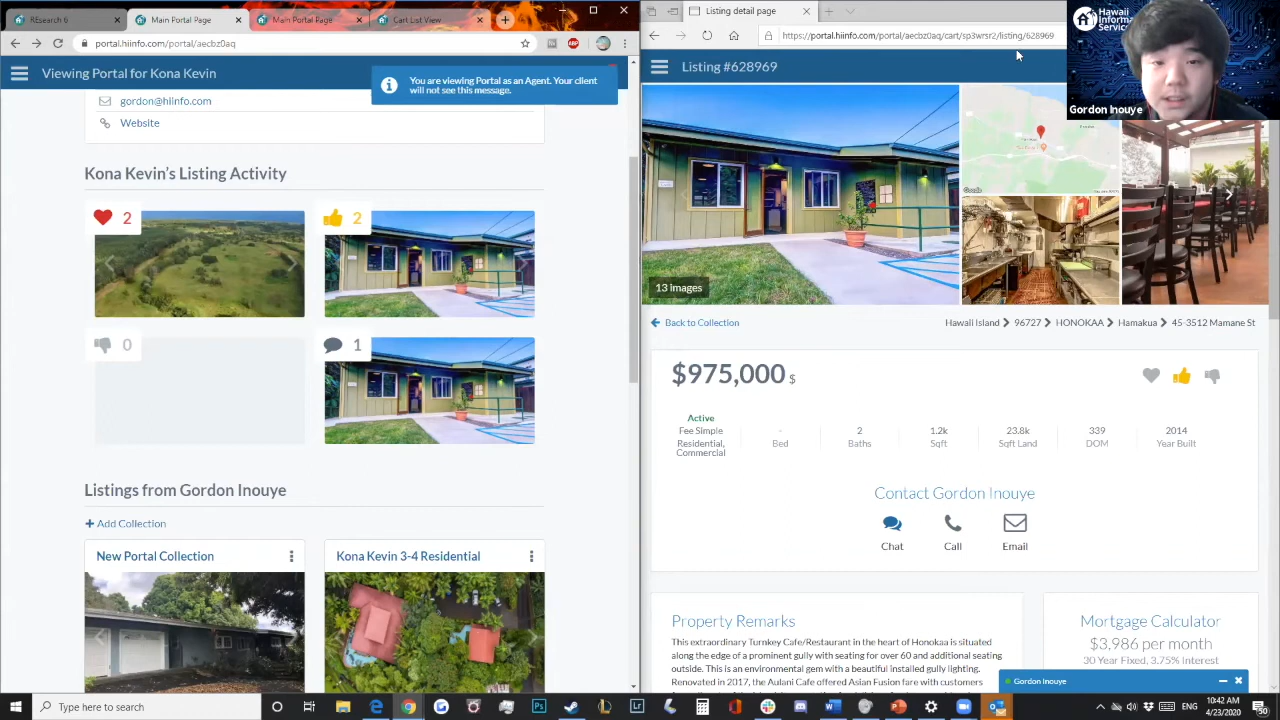 RESearch 6
Main Portal Page
Main Portal Page
Cart List View
portal.hiinfo.com/portal/aecbz0aq
ABP
Viewing Portal for Kona Kevin
You are viewing Portal as an Agent. Your client
will not see this message.
gordon@hiinfo.com
Website
Kona Kevin's Listing Activity
2
2
0
1
Listings from Gordon Inouye
+ Add Collection
New Portal Collection
Kona Kevin 3-4 Residential
Listing detail page
https://portal.hiinfo.com/portal/aecbz0aq/cart/sp3wrsr2/listing/628969
Listing #628969
Hawaii
Informa
Service
Gordon Inouye
Google
13 Images
Back to Collection
Hawaii Island > 96727 > HONOKAA > Hamakua > 45-3512 Mamane St
$975,000 $
Active
Fee Simple
Residential,
Commercial
-
Bed
2
Baths
1.2k
Sqft
23.8k
Sqft Land
339
DOM
2014
Year Built
Contact Gordon Inouye
Chat
Call
Email
Property Remarks
This extraordinary Turnkey Cafe/Restaurant in the heart of Honokaa is situated
along the edge of a prominent gully with seating for over 60 and additional seating
outside. This is an environmental gem with a beautiful installed gully lighting.
Renovated in 2017, the Aulani Cafe offered Asian Fusion fare with customers
Mortgage Calculator
$3,986 per month
30 Year Fixed, 3.75% Interest
Gordon Inouye
Type here to search
Ps
Lr
10:42 AM
4/23/2020
50